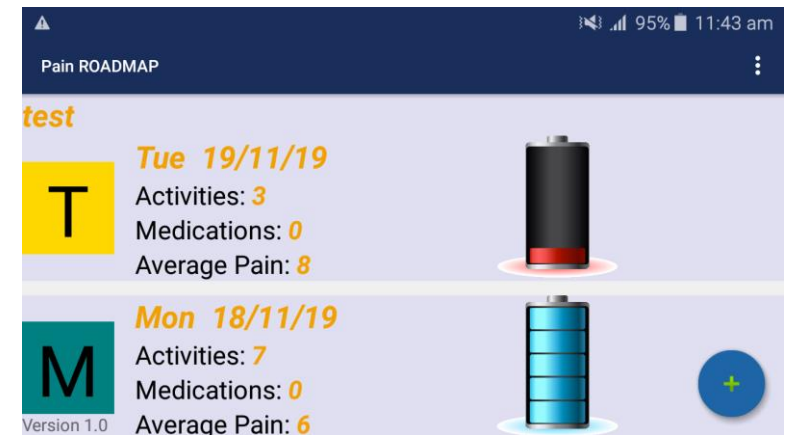 95% 11:43 am
Pain ROADMAP
test
T
Tue 19/11/19
Activities: 3
Medications: 0
Average Pain: 8
M
Mon 18/11/19
Activities: 7
Medications: 0
Average Pain: 6
Version 1.0
+